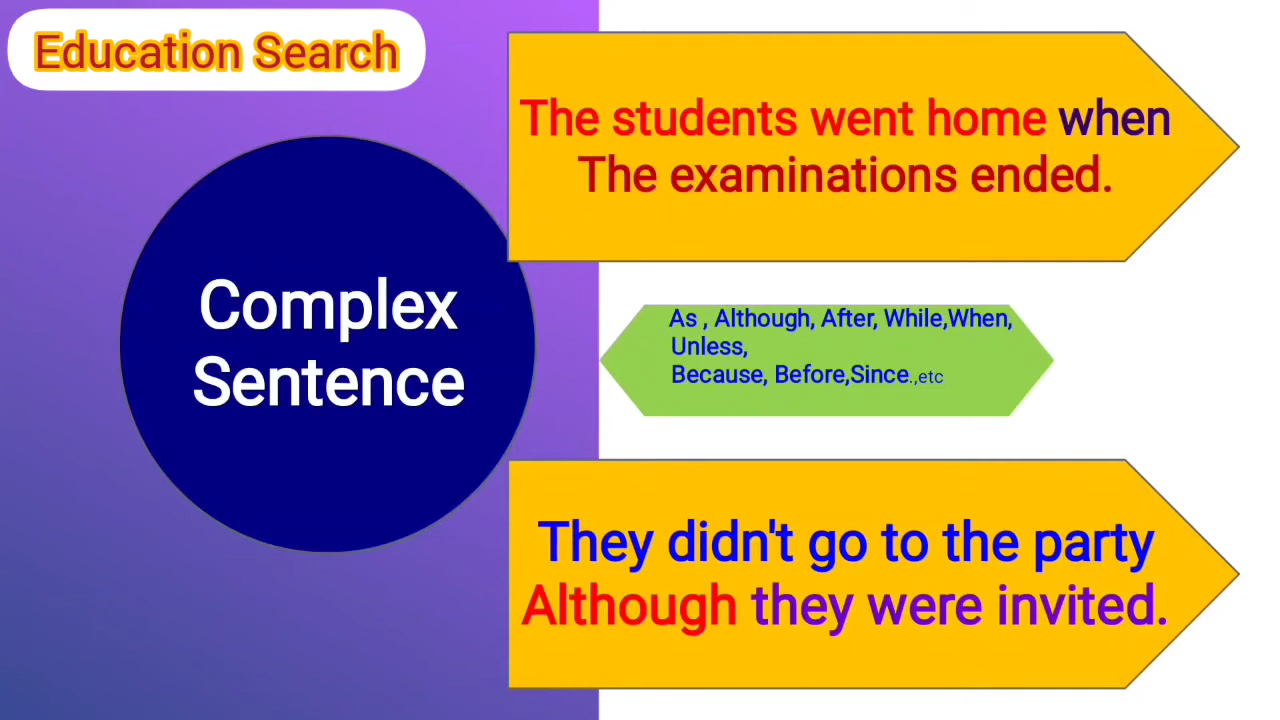 Education Search
The students went home when
The examinations ended.
Complex
Sentence
As , Although, After, While,When,
Unless,
Because, Before,Since.,etc
They didn't go to the party
Although they were invited.